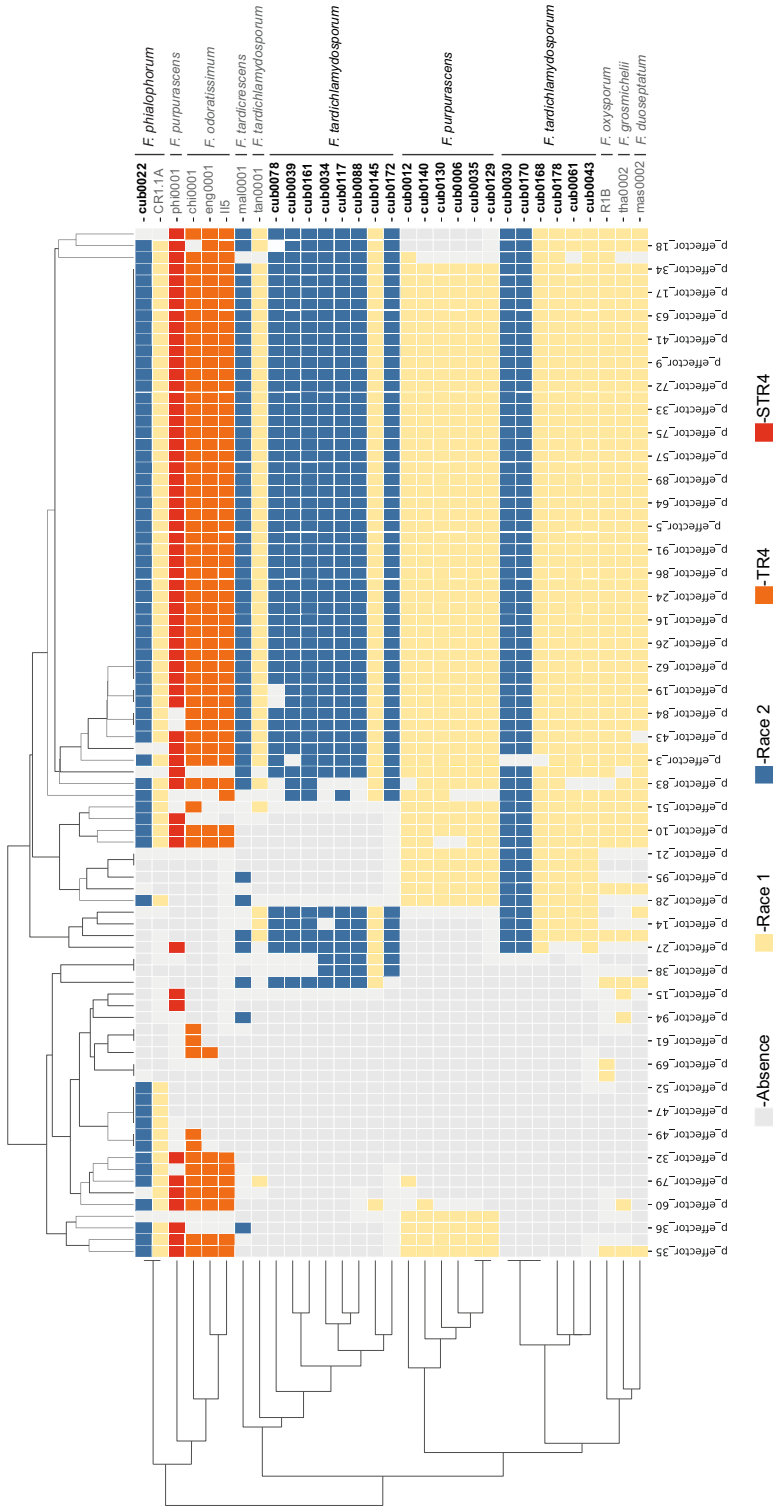 F. phialophorum
F. purpurascens
F. odoratissimum
F. tardicrescens
F. tardichlamydosporum
F. tardichlamydosporum
F. purpurascens
F. tardichlamydosporum
F. oxysporum
F. grosmichelii
F. duoseptatum
- cub0022
- CR1.1A
- phi0001
- chi0001
- eng0001
- II5
- mal0001
- tan0001
- cub0078
- cub0039
- cub0161
- cub0034
- cub0117
- cub0088
- cub0145
- cub0172
- cub0012
- cub0140
- cub0130
- cub0006
- cub0035
- cub0129
- cub0030
- cub0170
- cub0168
- cub0178
- cub0061
- cub0043
- R1B
- tha0002
- mas0002
p_effector_18
p_effector_34
p_effector_17
p_effector_63
p_effector_41
p_effector_9
p_effector_72
p_effector_33
p_effector_75
p_effector_57
p_effector_89
p_effector_64
p_effector_5
p_effector_91
p_effector_86
p_effector_24
p_effector_16
p_effector_26
p_effector_62
p_effector_19
p_effector_84
p_effector_43
p_effector_3
p_effector_83
p_effector_51
p_effector_10
p_effector_21
p_effector_95
p_effector_28
p_effector_14
p_effector_27
p_effector_38
p_effector_15
p_effector_94
p_effector_61
p_effector_69
p_effector_52
p_effector_47
p_effector_49
p_effector_32
p_effector_79
p_effector_60
p_effector_36
p_effector_35
-Absence
-Race 1
-Race 2
-TR4
-STR4